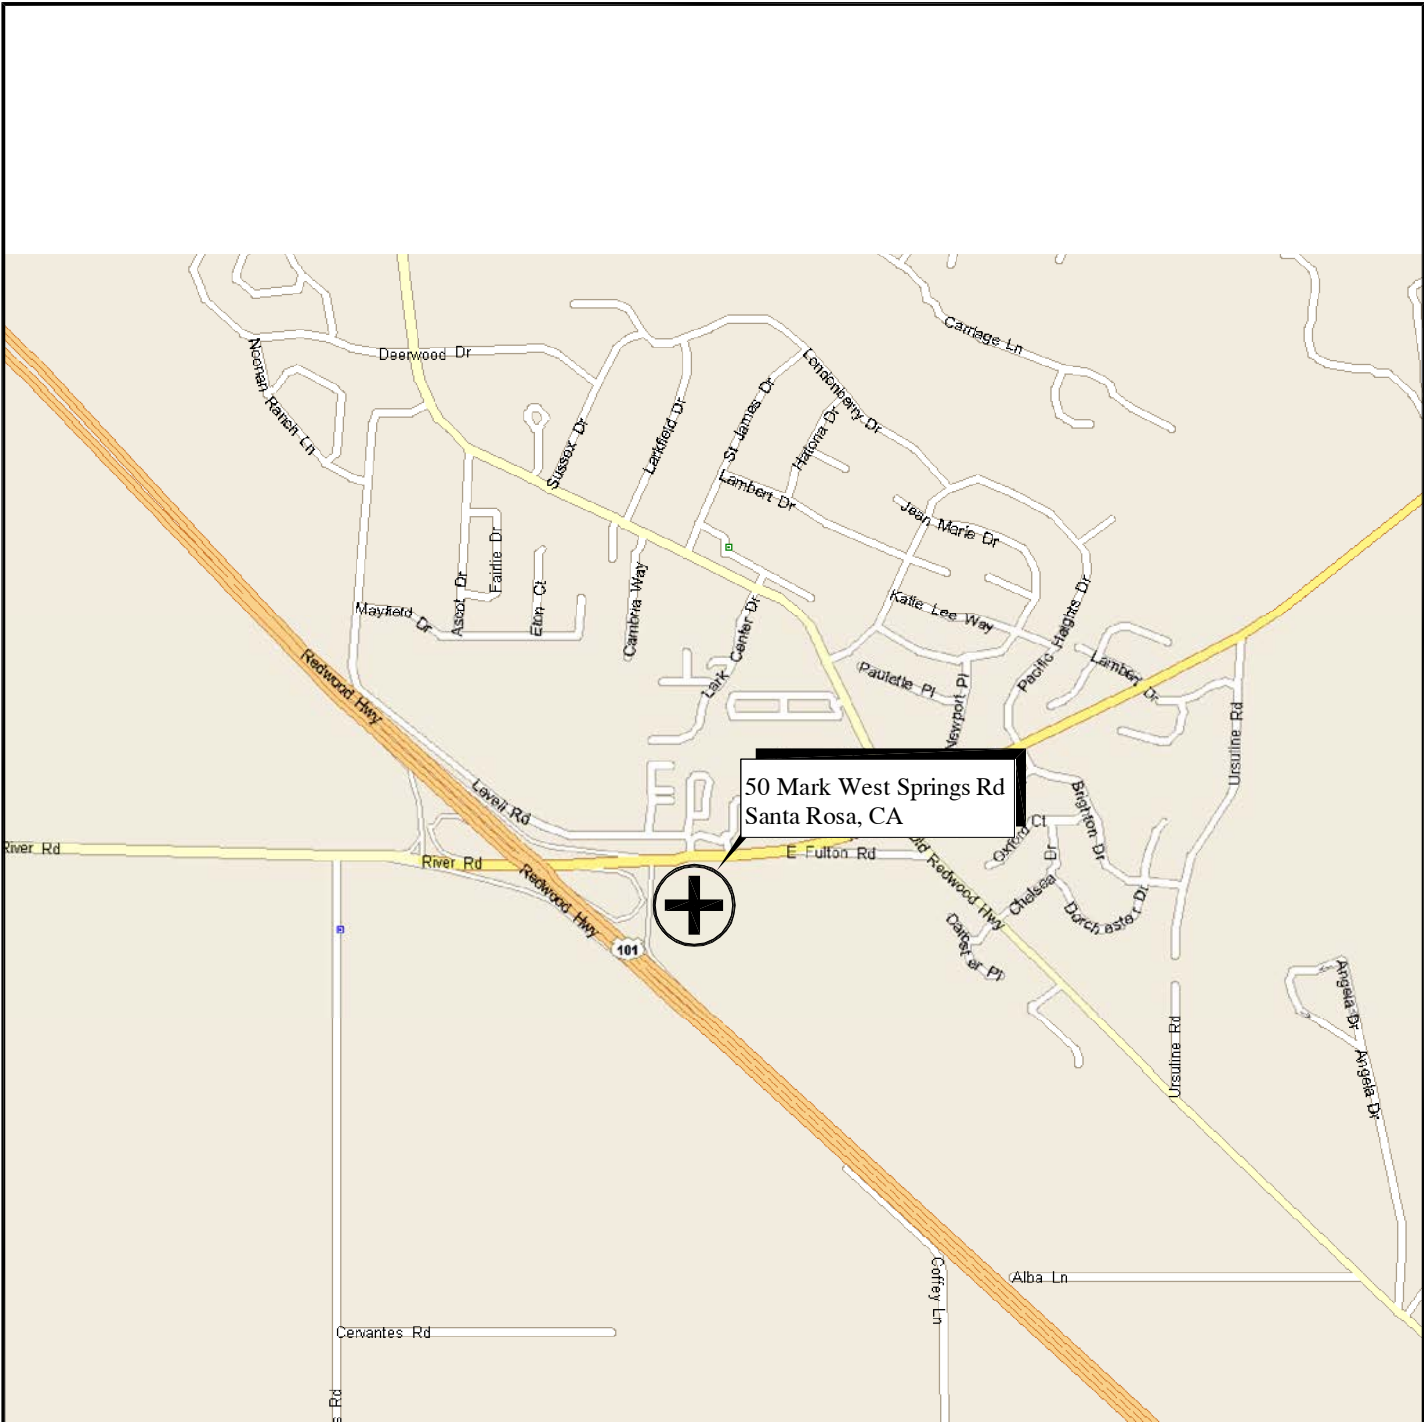 Carriage Ln
Deerwood Dr
Noonan Ranch Ln
Londonberry Dr
St James Dr
Larkfield Dr
Hatona Dr
Sussex Dr
Lambert Dr
Jean Marie Dr
Fairlie Dr
Ascot Dr
Eton Ct
Cambria Way
Mayfield Dr
Lark Center Dr
Katie Lee Way
Pacific Heights Dr
Paulette Pl
Newport Pl
Lambert Dr
Ursuline Rd
Redwood Hwy
50 Mark West Springs Rd
Santa Rosa, CA
Lavell Rd
Brighton Dr
Oxford Ct
River Rd
River Rd
E Fulton Rd
Old Redwood Hwy
Chelsea Dr
Dorchester Dr
Redwood Hwy
101
Pl
Angela Dr
Ursuline Rd
Angela Dr
Coffey Ln
Alba Ln
Cervantes Rd
s Rd